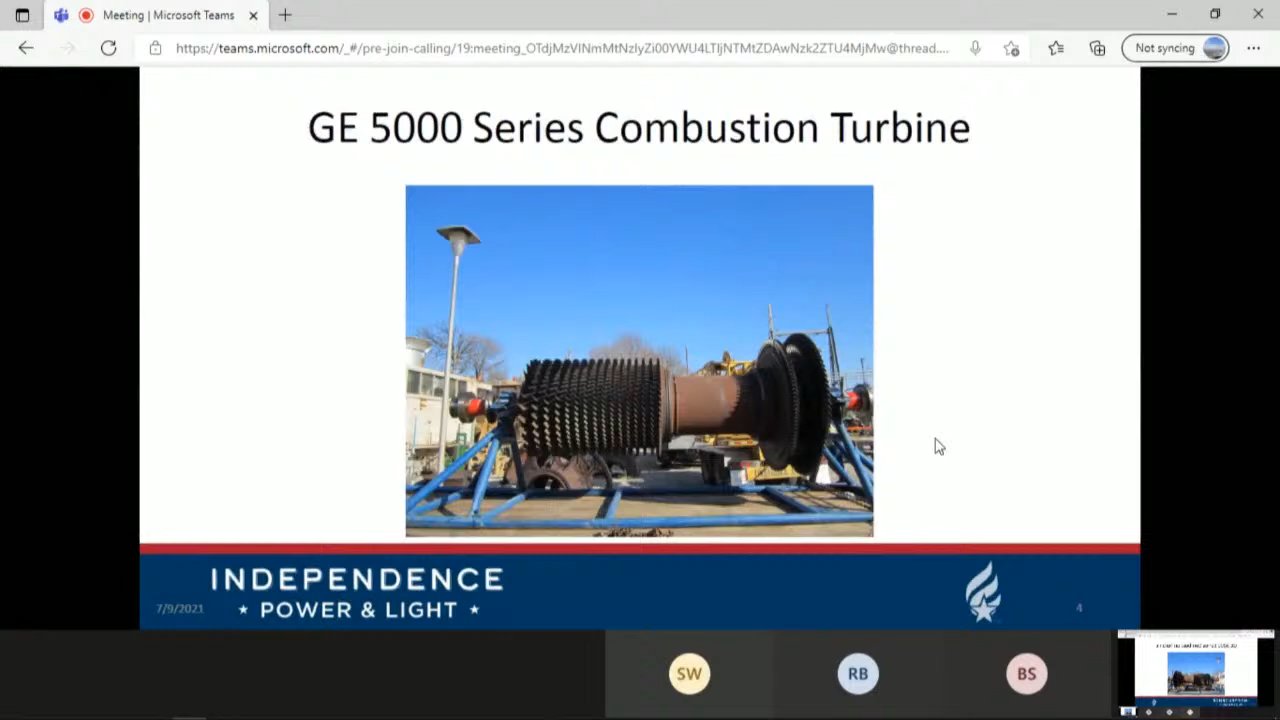 Meeting | Microsoft Teams
https://teams.microsoft.com/_#/pre-join-calling/19:meeting_OTdjMzVlNmMtNzIyZi00YWU4LTljNTMtZDAwNzk2ZTU4MjMw@thread....
Not syncing
GE 5000 Series Combustion Turbine
INDEPENDENCE
POWER & LIGHT
7/9/2021
4
SW
RB
BS